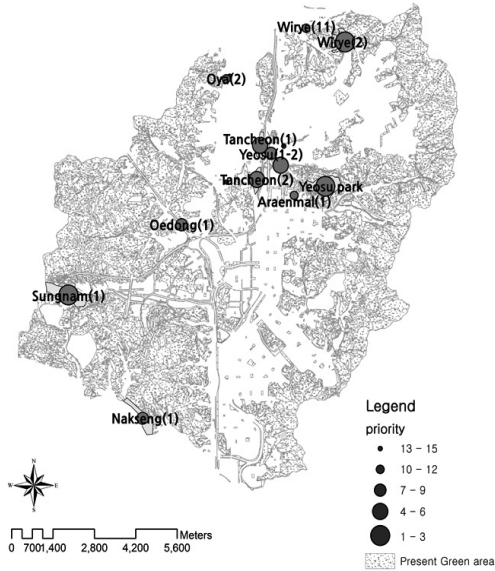 Wirye(11)
Wirye(2)
Oya(2)
Tancheon(1)
Yeosu(1-2)
Tancheon(2)
Yeosu park
Araenmal(1)
Oedong(1)
Sungnam(1)
Nakseng(1)
Legend
priority
13 - 15
10 - 12
7 - 9
4 - 6
1 - 3
Present Green area
N
W E
S
Meters
0 7001,400 2,800 4,200 5,600